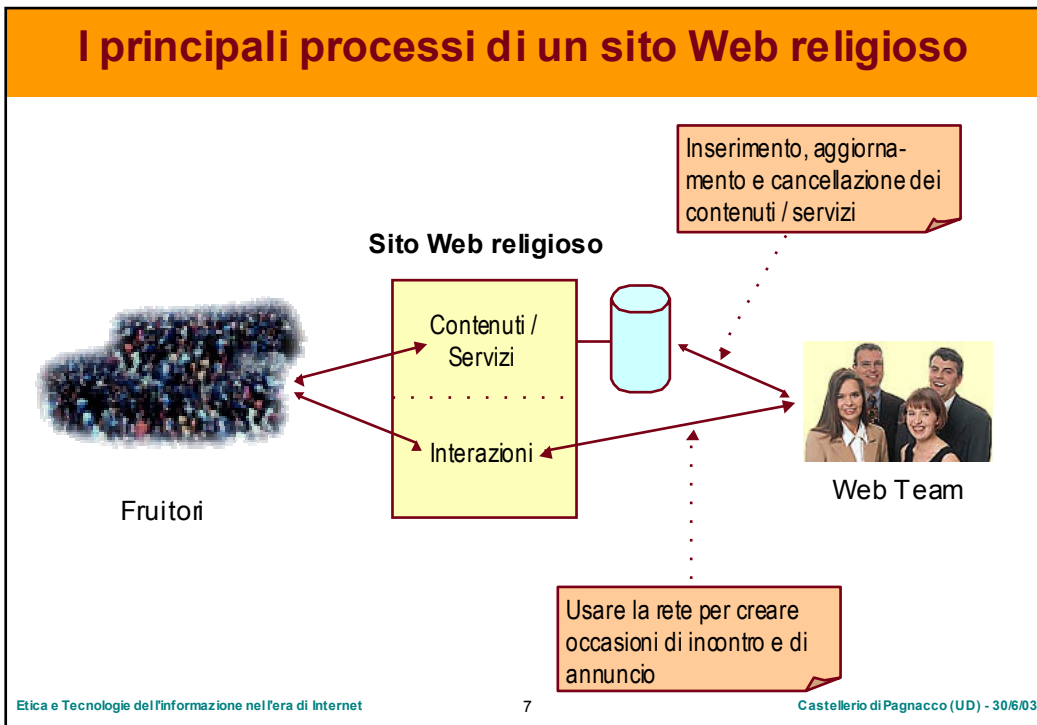 I principali processi di un sito Web religioso
Inserimento, aggiorna-
mento e cancellazione dei
contenuti / servizi
Sito Web religioso
Contenuti /
Servizi
Interazioni
Fruitori
Web Team
Usare la rete per creare
occasioni di incontro e di
annuncio
Etica e Tecnologie dell'informazione nell'era di Internet
7
Castellerio di Pagnacco (UD) - 30/6/03